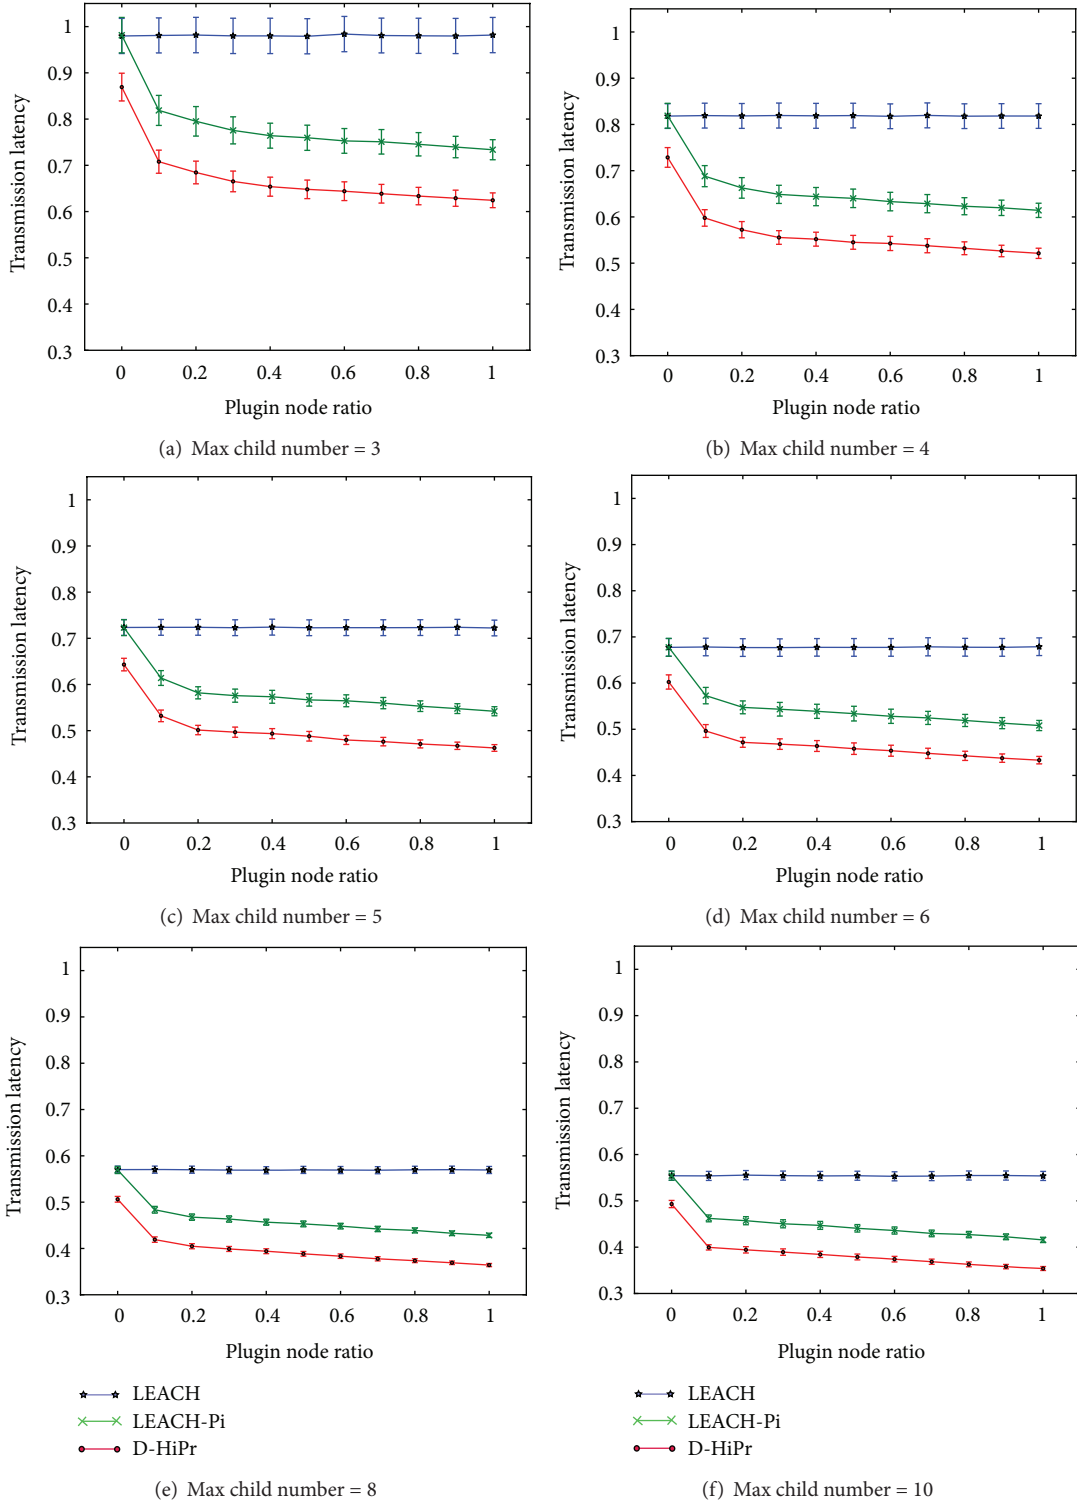 1
0.9
0.8
0.7
0.6
0.5
0.4
0.3
Transmission latency
0 0.2 0.4 0.6 0.8 1
Plugin node ratio
(a) Max child number = 3
1
0.9
0.8
0.7
0.6
0.5
0.4
0.3
Transmission latency
0 0.2 0.4 0.6 0.8 1
Plugin node ratio
(b) Max child number = 4
1
0.9
0.8
0.7
0.6
0.5
0.4
0.3
Transmission latency
0 0.2 0.4 0.6 0.8 1
Plugin node ratio
(c) Max child number = 5
1
0.9
0.8
0.7
0.6
0.5
0.4
0.3
Transmission latency
0 0.2 0.4 0.6 0.8 1
Plugin node ratio
(d) Max child number = 6
1
0.9
0.8
0.7
0.6
0.5
0.4
0.3
Transmission latency
0 0.2 0.4 0.6 0.8 1
Plugin node ratio
LEACH
LEACH-Pi
D-HiPr
(e) Max child number = 8
1
0.9
0.8
0.7
0.6
0.5
0.4
0.3
Transmission latency
0 0.2 0.4 0.6 0.8 1
Plugin node ratio
LEACH
LEACH-Pi
D-HiPr
(f) Max child number = 10